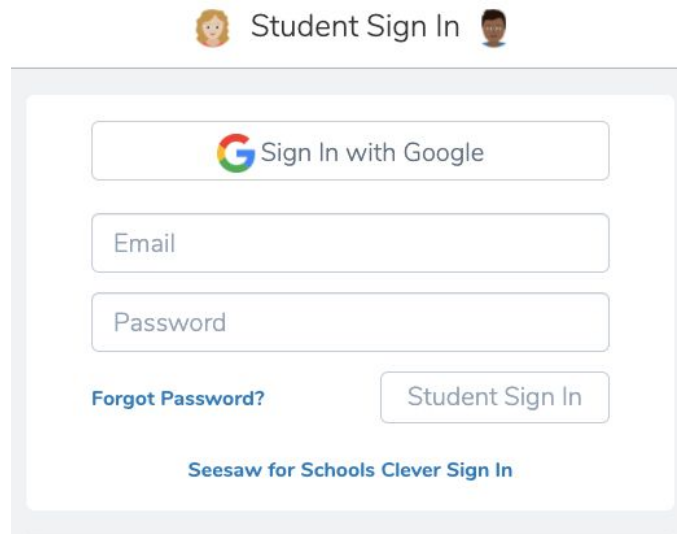 Student Sign In
Sign In with Google
Email
Password
Forgot Password?
Student Sign In
Seesaw for Schools Clever Sign In